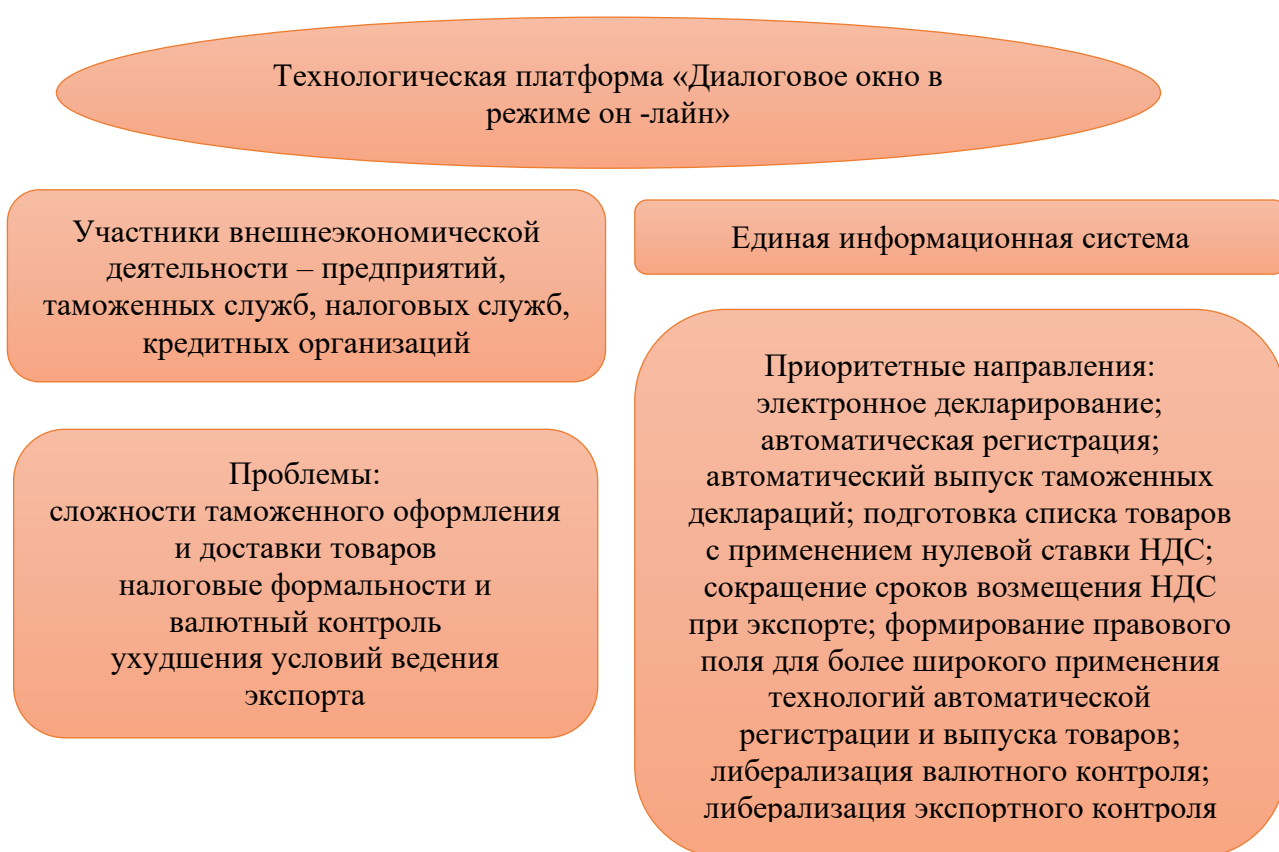 Технологическая платформа «Диалоговое окно в
режиме он -лайн»
Участники внешнеэкономической
деятельности – предприятий,
таможенных служб, налоговых служб,
кредитных организаций
Единая информационная система
Проблемы:
сложности таможенного оформления
и доставки товаров
налоговые формальности и
валютный контроль
ухудшения условий ведения
экспорта
Приоритетные направления:
электронное декларирование;
автоматическая регистрация;
автоматический выпуск таможенных
деклараций; подготовка списка товаров
с применением нулевой ставки НДС;
сокращение сроков возмещения НДС
при экспорте; формирование правового
поля для более широкого применения
технологий автоматической
регистрации и выпуска товаров;
либерализация валютного контроля;
либерализация экспортного контроля